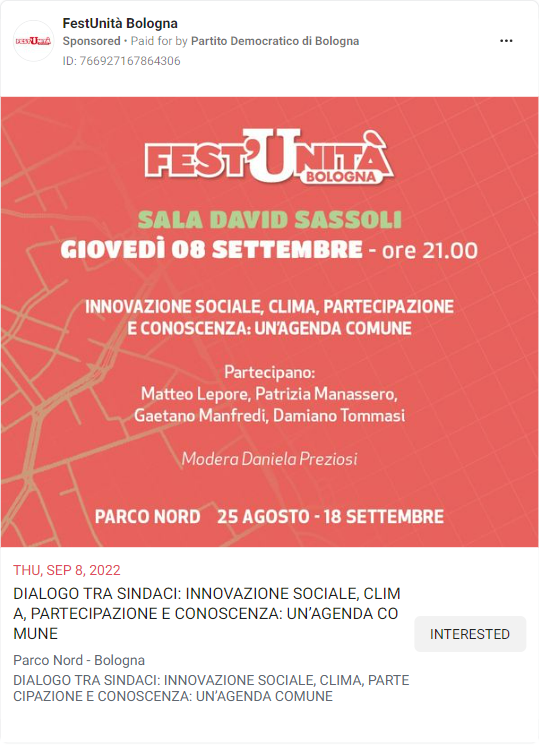 FEST'UNITÀ
FestUnità Bologna
Sponsored • Paid for by Partito Democratico di Bologna
ID: 766927167864306
FEST'UNITÀ
BOLOGNA
SALA DAVID SASSOLI
GIOVEDÌ 08 SETTEMBRE - ore 21.00
INNOVAZIONE SOCIALE, CLIMA, PARTECIPAZIONE
E CONOSCENZA: UN'AGENDA COMUNE
Partecipano:
Matteo Lepore, Patrizia Manassero,
Gaetano Manfredi, Damiano Tommasi
Modera Daniela Preziosi
PARCO NORD 25 AGOSTO - 18 SETTEMBRE
THU, SEP 8, 2022
DIALOGO TRA SINDACI: INNOVAZIONE SOCIALE, CLIM
A, PARTECIPAZIONE E CONOSCENZA: UN'AGENDA CO
MUNE
INTERESTED
Parco Nord - Bologna
DIALOGO TRA SINDACI: INNOVAZIONE SOCIALE, CLIMA, PARTE
CIPAZIONE E CONOSCENZA: UN'AGENDA COMUNE